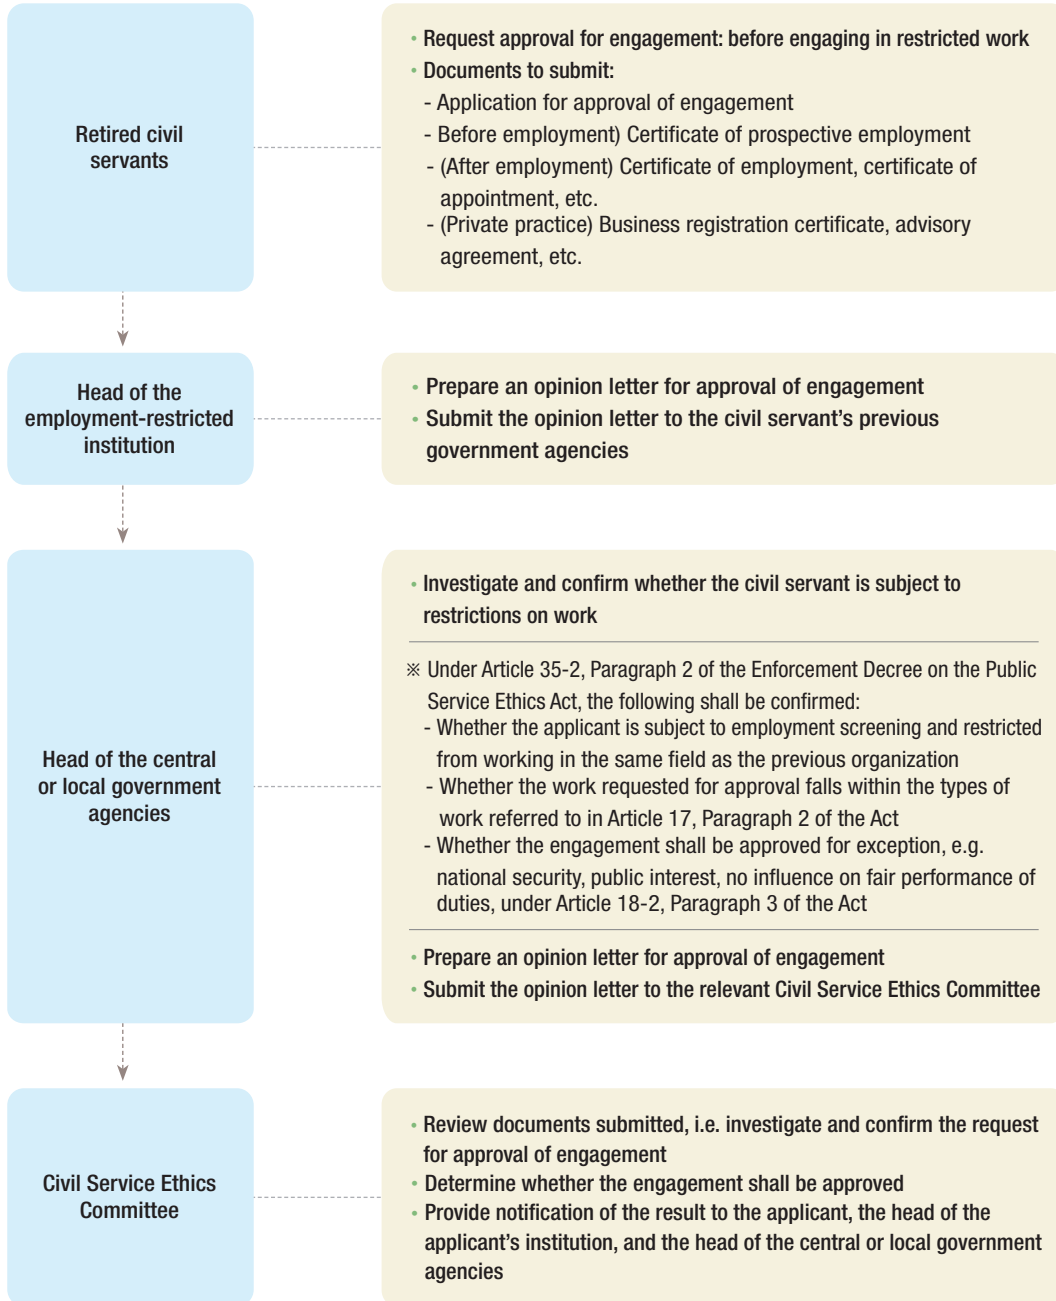 Retired civil
servants
• Request approval for engagement: before engaging in restricted work
• Documents to submit:
- Application for approval of engagement
- Before employment) Certificate of prospective employment
- (After employment) Certificate of employment, certificate of
appointment, etc.
- (Private practice) Business registration certificate, advisory
agreement, etc.
Head of the
employment-restricted
institution
• Prepare an opinion letter for approval of engagement
• Submit the opinion letter to the civil servant's previous
government agencies
Head of the central
or local government
agencies
• Investigate and confirm whether the civil servant is subject to
restrictions on work
※ Under Article 35-2, Paragraph 2 of the Enforcement Decree on the Public
Service Ethics Act, the following shall be confirmed:
- Whether the applicant is subject to employment screening and restricted
from working in the same field as the previous organization
- Whether the work requested for approval falls within the types of
work referred to in Article 17, Paragraph 2 of the Act
- Whether the engagement shall be approved for exception, e.g.
national security, public interest, no influence on fair performance of
duties, under Article 18-2, Paragraph 3 of the Act
• Prepare an opinion letter for approval of engagement
• Submit the opinion letter to the relevant Civil Service Ethics Committee
Civil Service Ethics
Committee
• Review documents submitted, i.e. investigate and confirm the request
for approval of engagement
• Determine whether the engagement shall be approved
• Provide notification of the result to the applicant, the head of the
applicant's institution, and the head of the central or local government
agencies